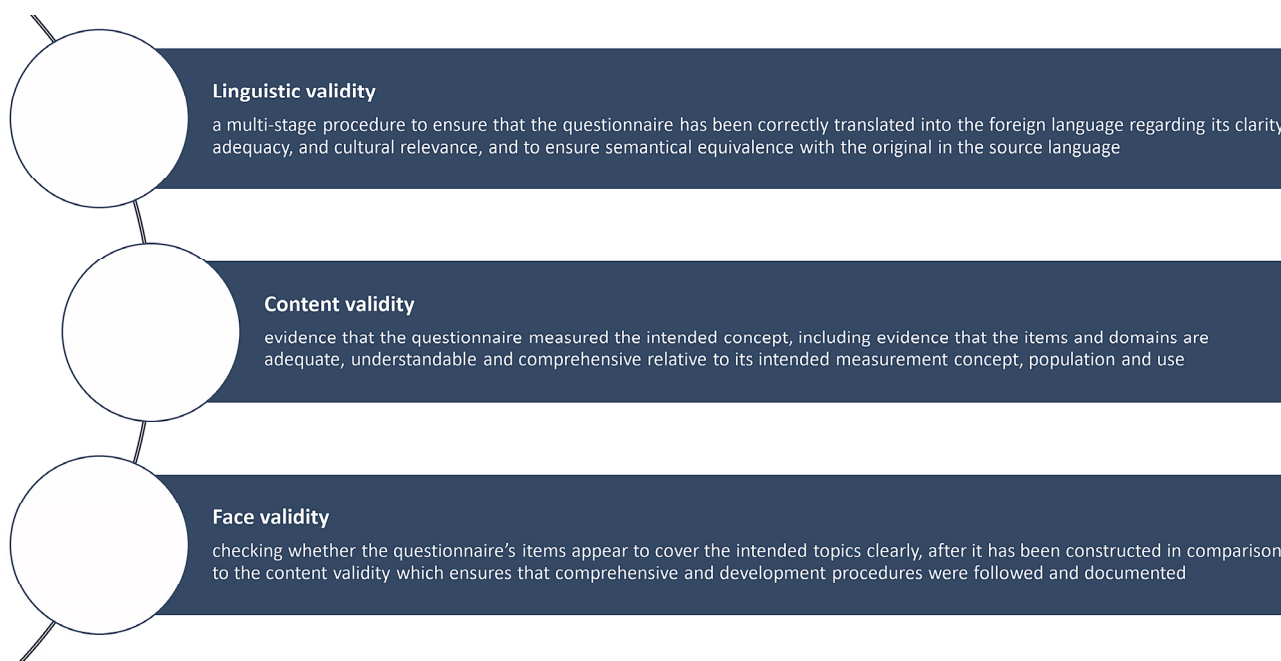 Linguistic validity
a multi-stage procedure to ensure that the questionnaire has been correctly translated into the foreign language regarding its clarity
adequacy, and cultural relevance, and to ensure semantical equivalence with the original in the source language
Content validity
evidence that the questionnaire measured the intended concept, including evidence that the items and domains are
adequate, understandable and comprehensive relative to its intended measurement concept, population and use
Face validity
checking whether the questionnaire’s items appear to cover the intended topics clearly, after it has been constructed in comparison
to the content validity which ensures that comprehensive and development procedures were followed and documented